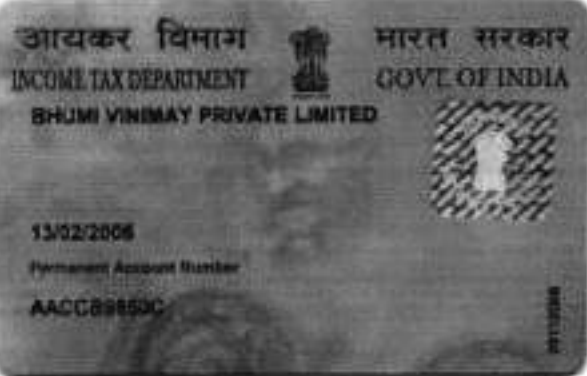 आयकर विभाग
भारत सरकार
INCOME TAX DEPARTMENT
GOVT. OF INDIA
BHUMI VINIMAY PRIVATE LIMITED
13/02/2006
Permanent Account Number